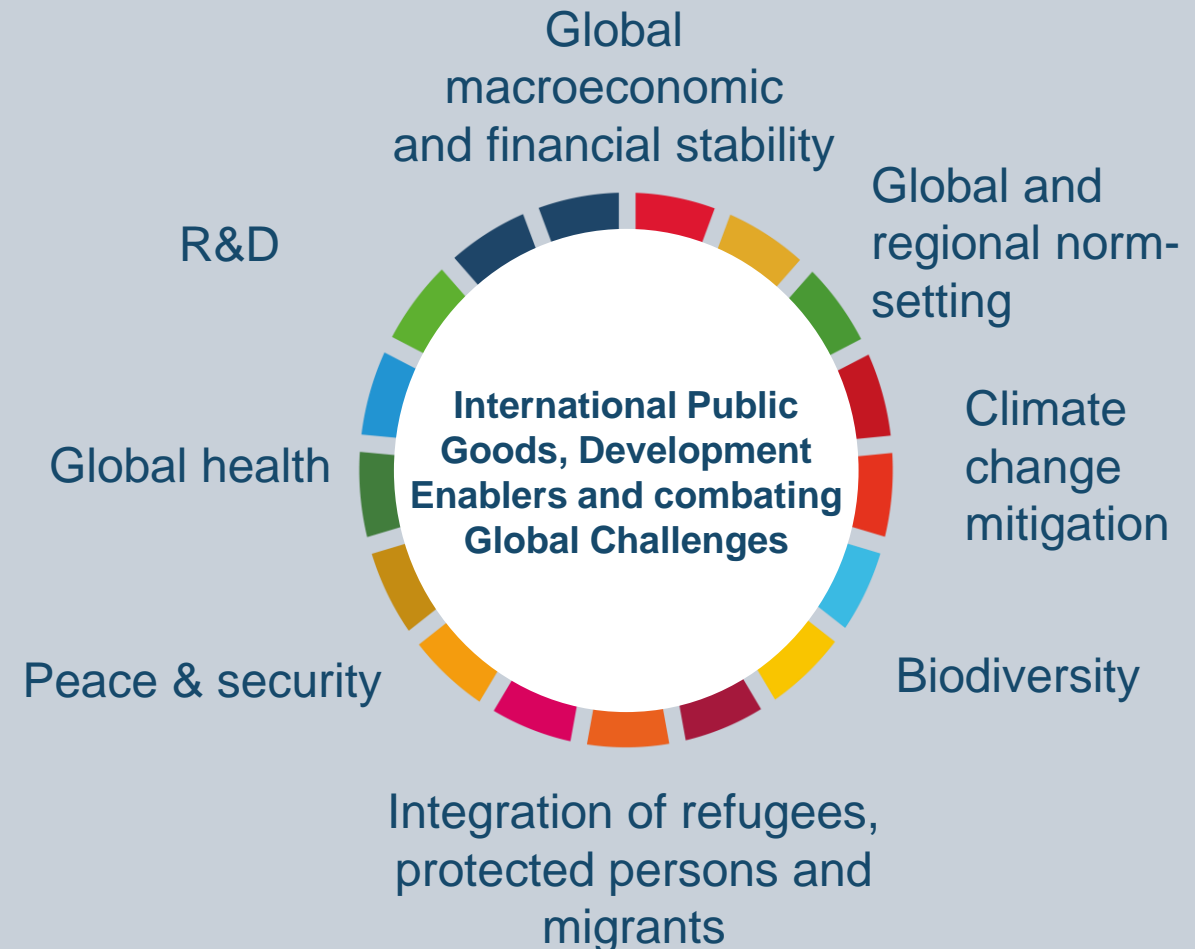 Global
macroeconomic
and financial stability
Global and
regional norm-
setting
R&D
Climate
change
mitigation
International Public
Goods, Development
Enablers and combating
Global Challenges
Global health
Biodiversity
Peace & security
Integration of refugees,
protected persons and
migrants